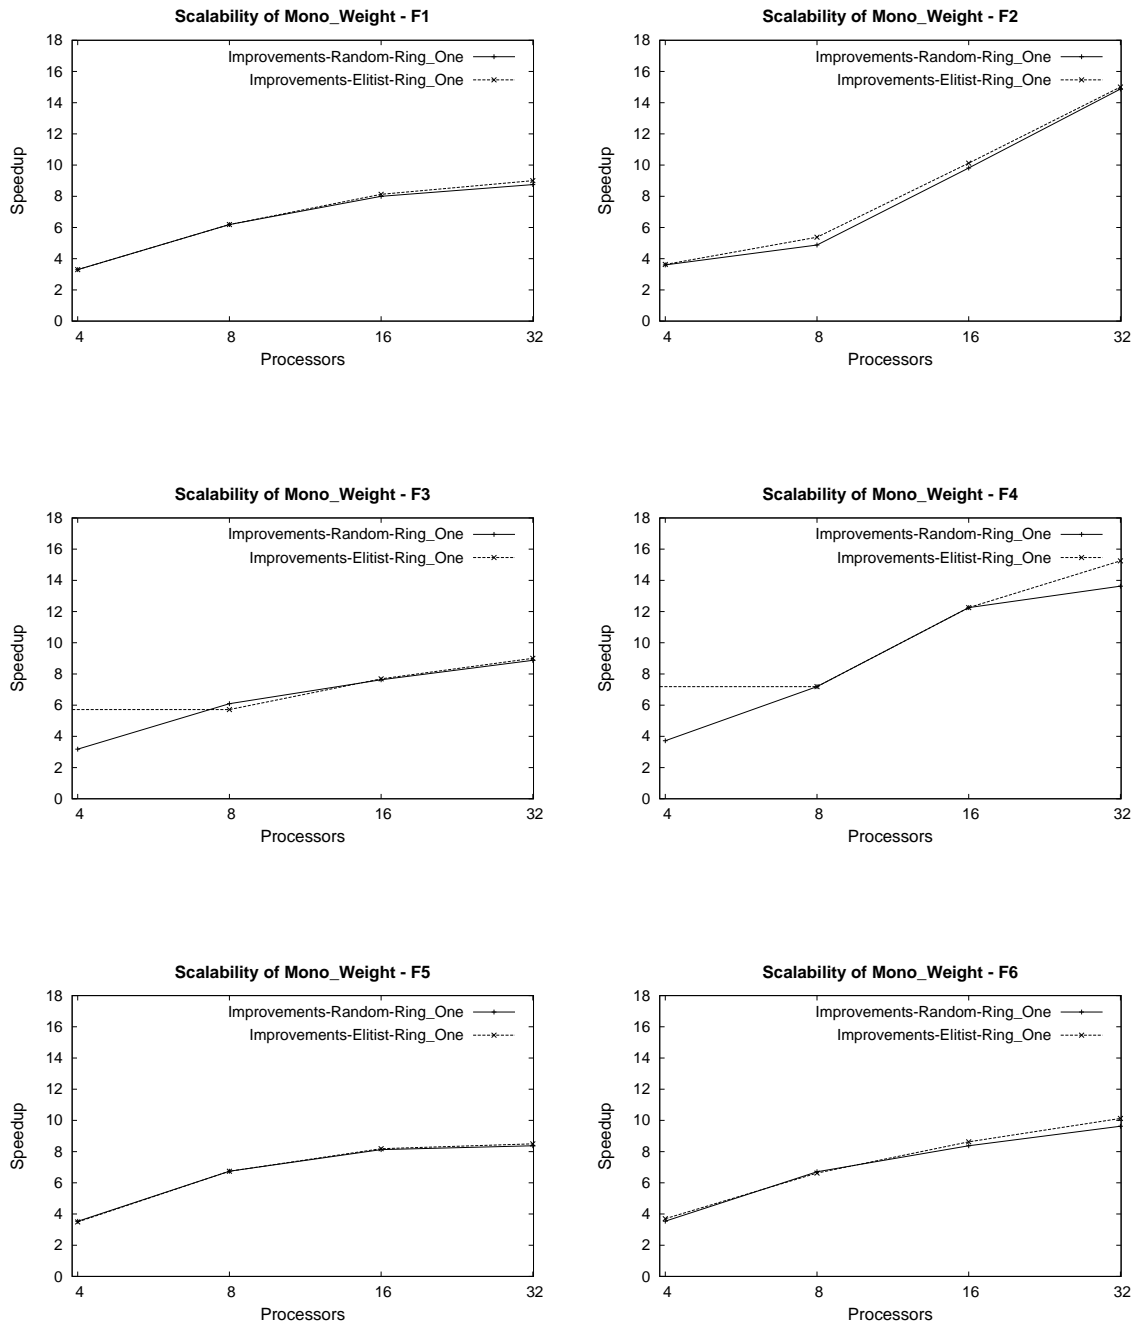 Scalability of Mono_Weight - F1
18
16
14
12
10
8
6
4
2
0
4 8 16 32
Speedup
Processors
Improvements-Random-Ring_One
Improvements-Elitist-Ring_One
Scalability of Mono_Weight - F2
18
16
14
12
10
8
6
4
2
0
4 8 16 32
Speedup
Processors
Improvements-Random-Ring_One
Improvements-Elitist-Ring_One
Scalability of Mono_Weight - F3
18
16
14
12
10
8
6
4
2
0
4 8 16 32
Speedup
Processors
Improvements-Random-Ring_One
Improvements-Elitist-Ring_One
Scalability of Mono_Weight - F4
18
16
14
12
10
8
6
4
2
0
4 8 16 32
Speedup
Processors
Improvements-Random-Ring_One
Improvements-Elitist-Ring_One
Scalability of Mono_Weight - F5
18
16
14
12
10
8
6
4
2
0
4 8 16 32
Speedup
Processors
Improvements-Random-Ring_One
Improvements-Elitist-Ring_One
Scalability of Mono_Weight - F6
18
16
14
12
10
8
6
4
2
0
4 8 16 32
Speedup
Processors
Improvements-Random-Ring_One
Improvements-Elitist-Ring_One